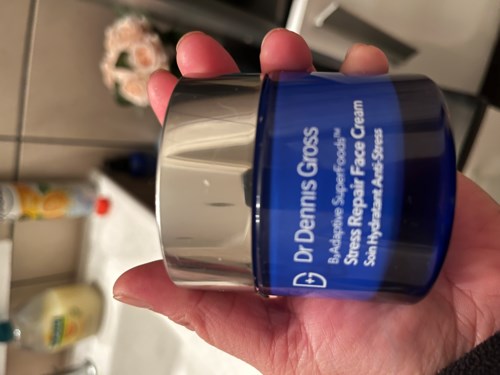 Dr Dennis Gross
B₃Adaptive SuperFoods™
Stress Repair Face Cream
Soin Hydratant Anti-Stress